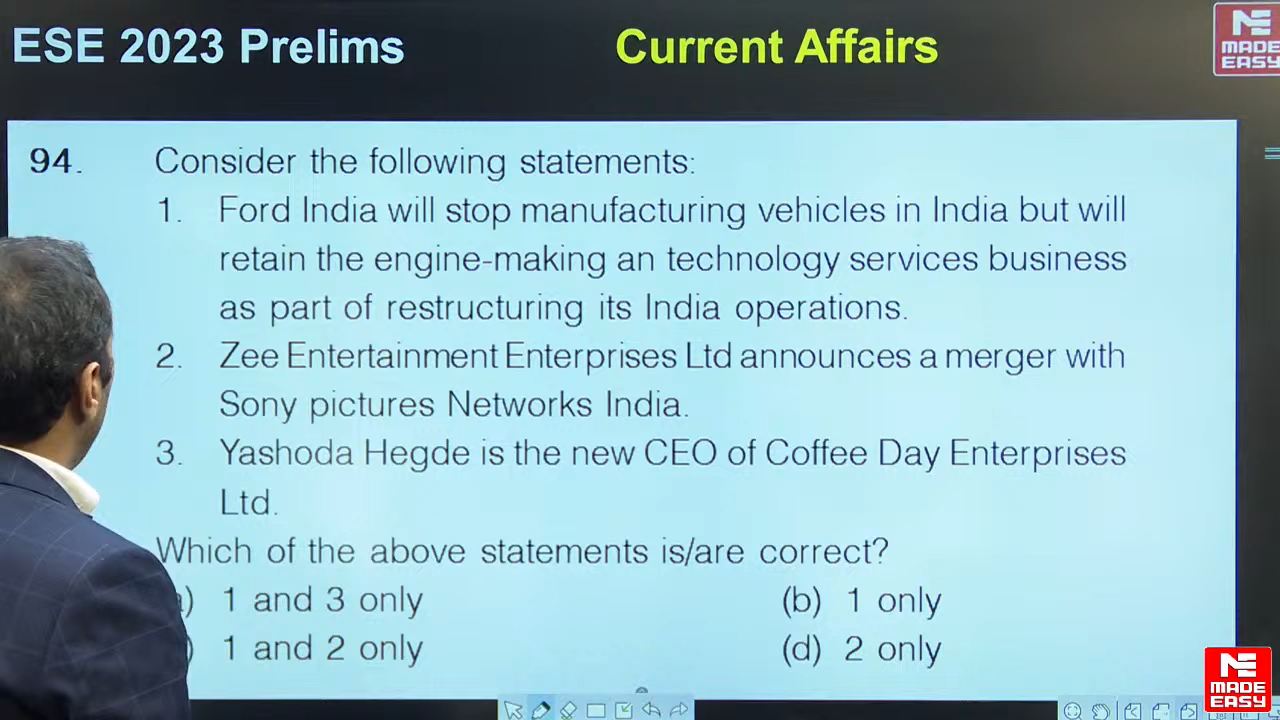 ESE 2023 Prelims Current Affairs
MADE EASY
94. Consider the following statements:
1. Ford India will stop manufacturing vehicles in India but will
retain the engine-making an technology services business
as part of restructuring its India operations.
2. Zee Entertainment Enterprises Ltd announces a merger with
Sony pictures Networks India.
3. Yashoda Hegde is the new CEO of Coffee Day Enterprises
Ltd.
Which of the above statements is/are correct?
) 1 and 3 only (b) 1 only
) 1 and 2 only (d) 2 only
MADE EASY